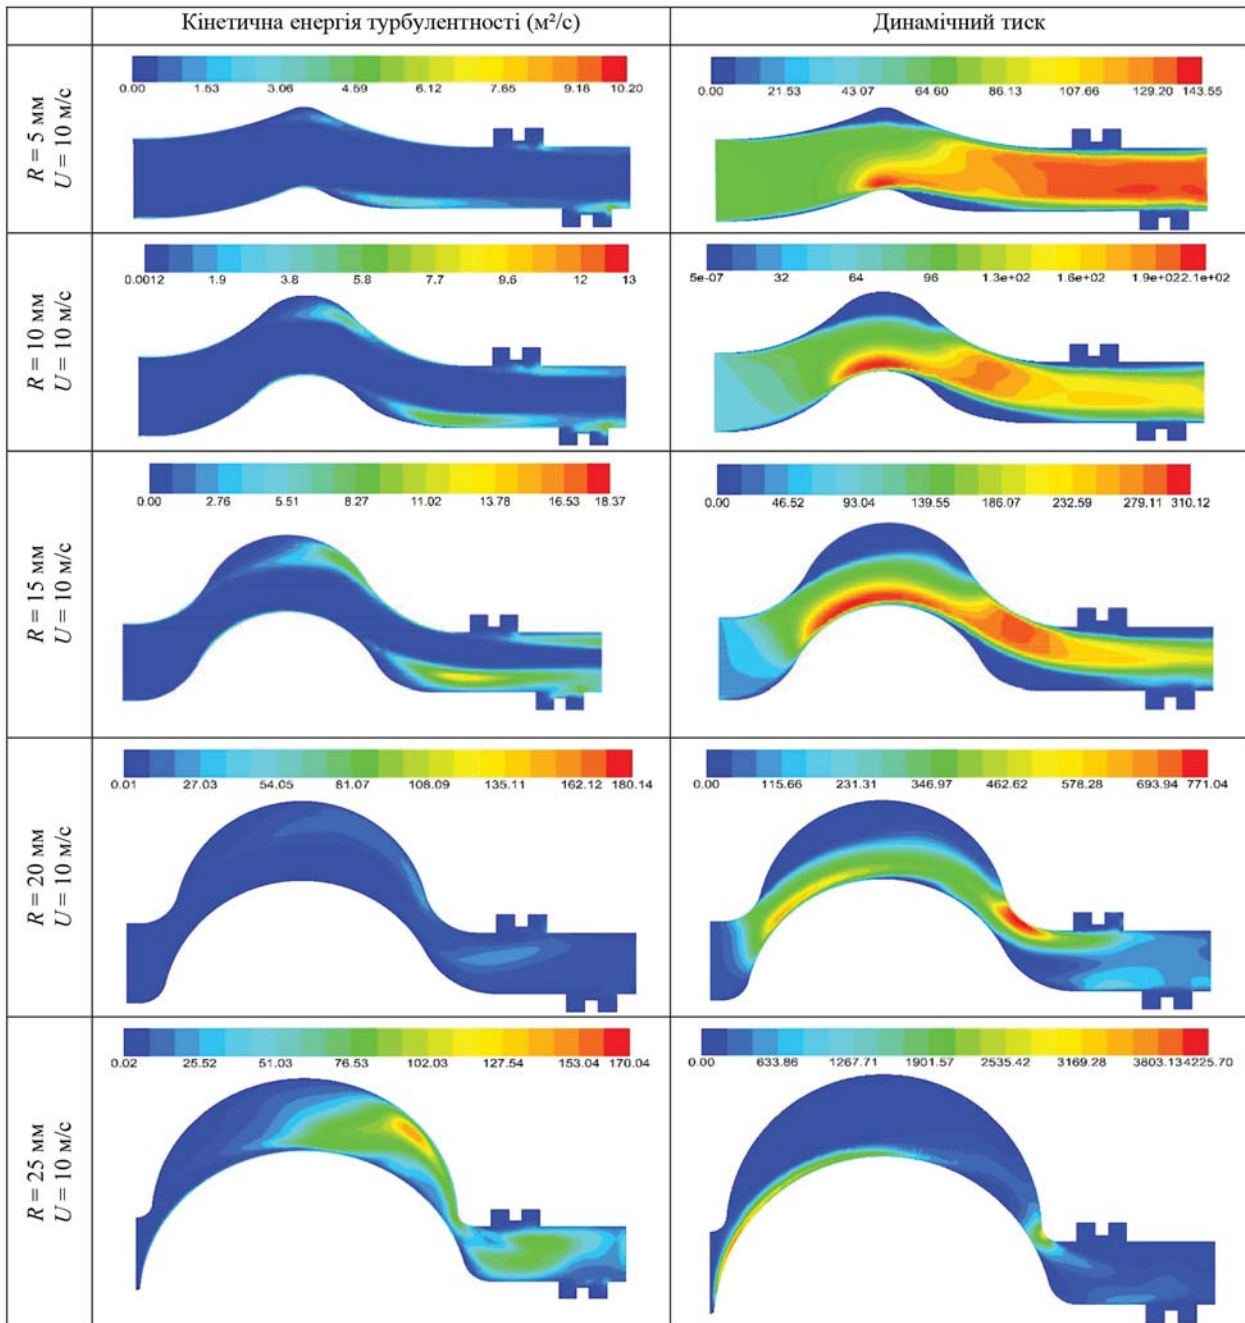 Кінетична енергія турбулентності (м²/с)
Динамічний тиск
R = 5 мм
U = 10 м/с
0.00 1.53 3.06 4.59 6.12 7.65 9.18 10.20
0.00 21.53 43.07 64.60 86.13 107.66 129.20 143.55
R = 10 мм
U = 10 м/с
0.0012 1.9 3.8 5.8 7.7 9.6 12 13
5e-07 32 64 96 1.3e+02 1.6e+02 1.9e+022.1e+02
R = 15 мм
U = 10 м/с
0.00 2.76 5.51 8.27 11.02 13.78 16.53 18.37
0.00 46.52 93.04 139.55 186.07 232.59 279.11 310.12
R = 20 мм
U = 10 м/с
0.01 27.03 54.05 81.07 108.09 135.11 162.12 180.14
0.00 115.66 231.31 346.97 462.62 578.28 693.94 771.04
R = 25 мм
U = 10 м/с
0.02 25.52 51.03 76.53 102.03 127.54 153.04 170.04
0.00 633.86 1267.71 1901.57 2535.42 3169.28 3803.134225.70